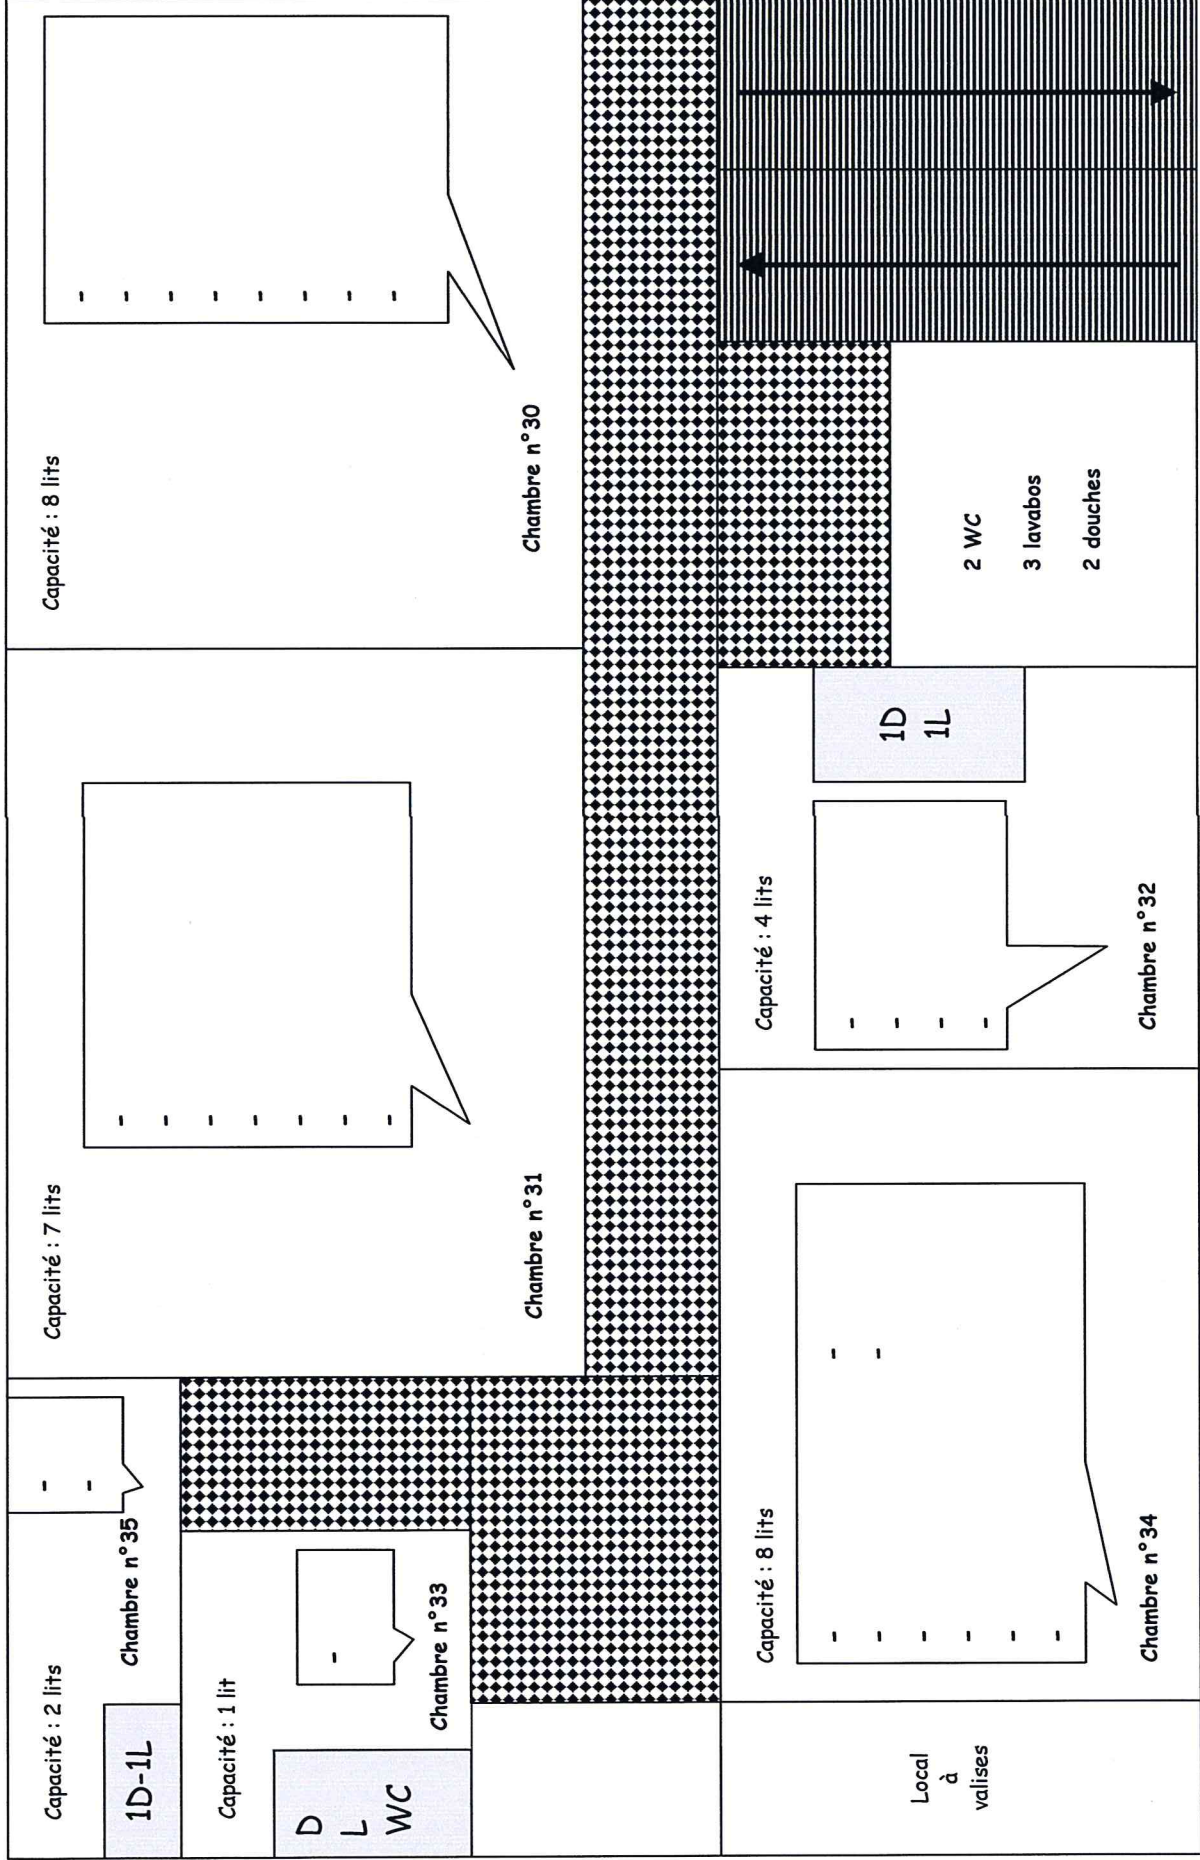 Capacité : 2 lits
Chambre n°35
-
-
1D-1L
Capacité : 1 lit
-
Chambre n°33
D
L
WC
Capacité : 7 lits
-
-
-
-
-
-
-
Chambre n°31
Capacité : 8 lits
-
-
-
-
-
-
-
-
Chambre n°30
Local
à
valises
Capacité : 8 lits
- -
- -
-
-
-
-
Chambre n°34
Capacité : 4 lits
-
-
-
-
Chambre n°32
1D
1L
2 WC
3 lavabos
2 douches